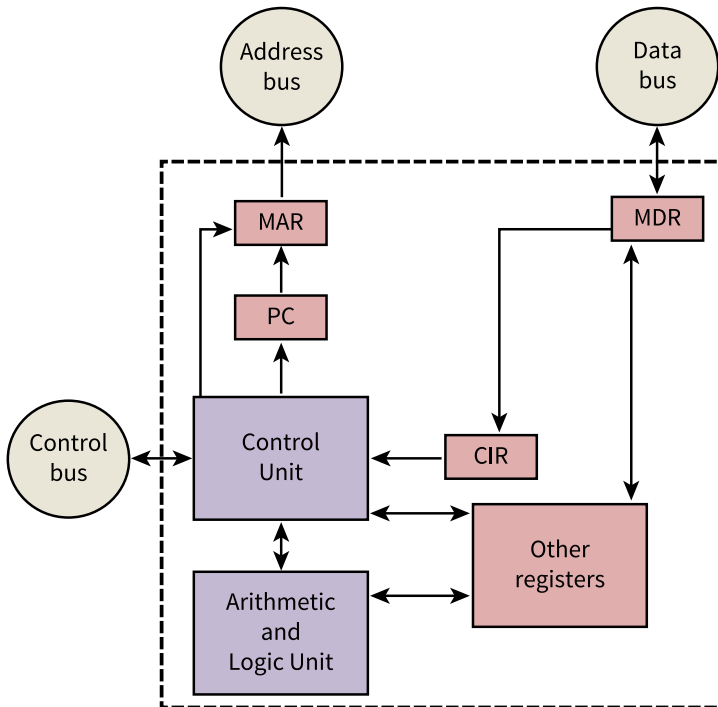 Address
bus
Data
bus
MAR
MDR
PC
Control
bus
Control
Unit
CIR
Other
registers
Arithmetic
and
Logic Unit